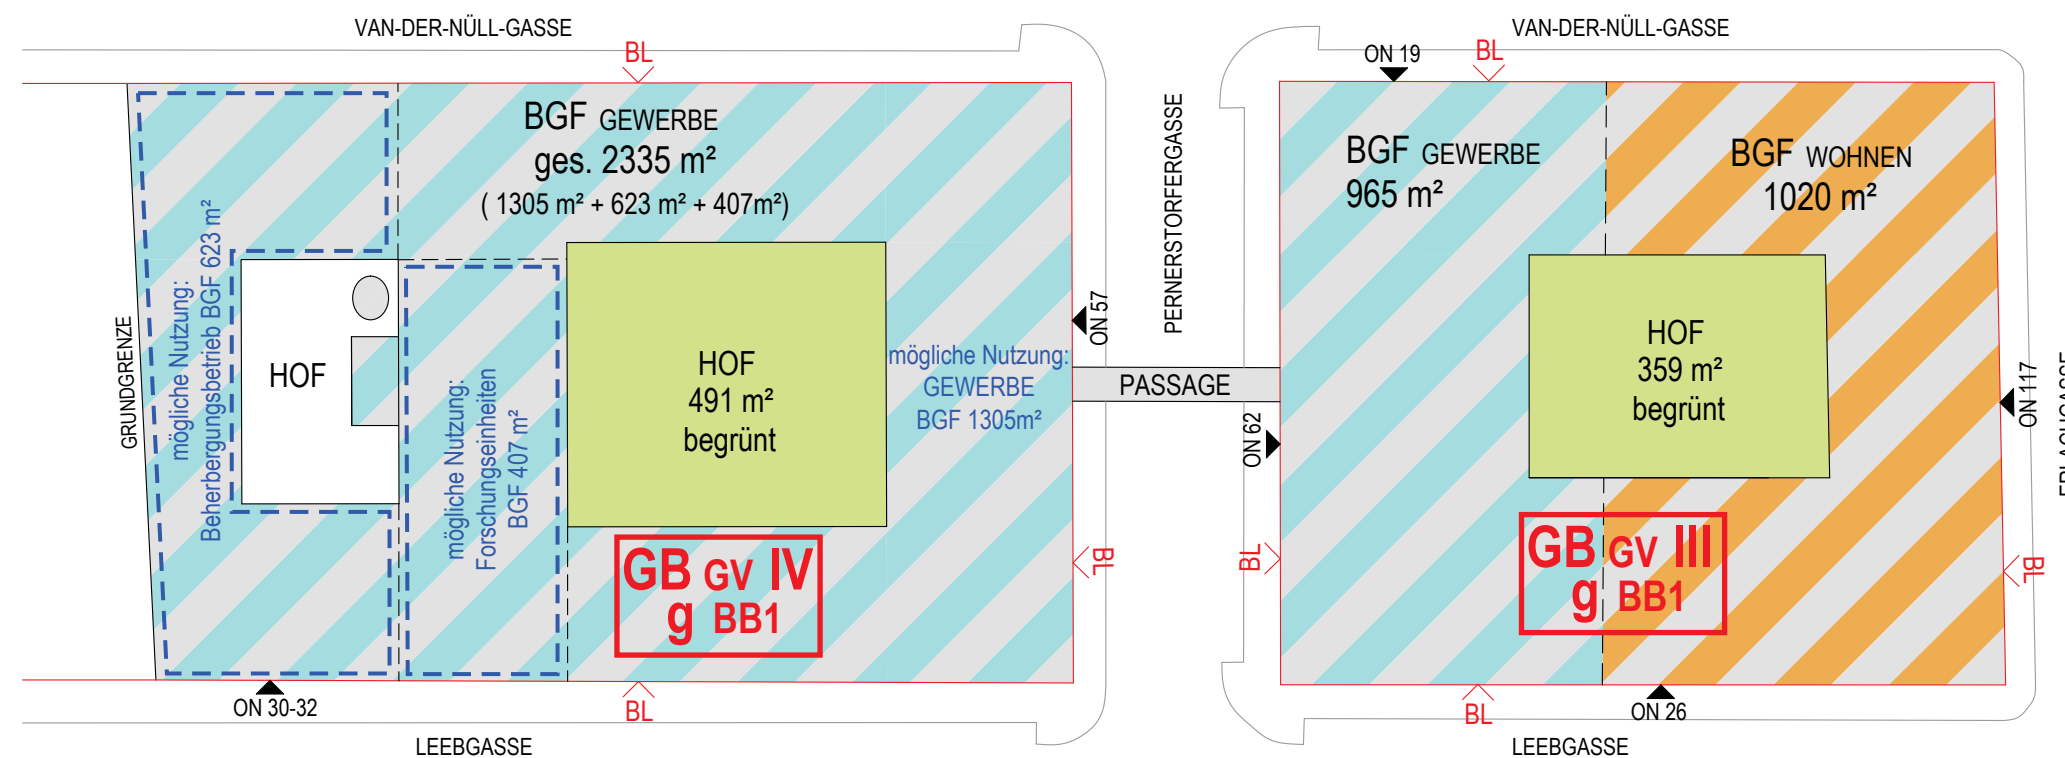 VAN-DER-NÜLL-GASSE
VAN-DER-NÜLL-GASSE
BL
ON 19
BL
BGF GEWERBE
ges. 2335 m²
( 1305 m² + 623 m² + 407m²)
PERNERSTORFERGASSE
BGF GEWERBE
965 m²
BGF WOHNEN
1020 m²
GRUNDGRENZE
mögliche Nutzung:
Beherbergungsbetrieb BGF 623 m²
HOF
mögliche Nutzung:
Forschungseinheiten
BGF 407 m²
HOF
491 m²
begrünt
mögliche Nutzung:
GEWERBE
BGF 1305m²
ON 57
PASSAGE
ON 62
HOF
359 m²
begrünt
ON 117
GB GV IV
g BB1
BL
BL
GB GV III
g BB1
BL
ON 30-32
BL
BL
ON 26
LEEBGASSE
LEEBGASSE